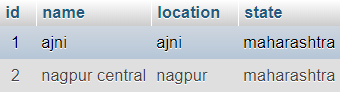 id name location state
1 ajni ajni maharashtra
2 nagpur central nagpur maharashtra